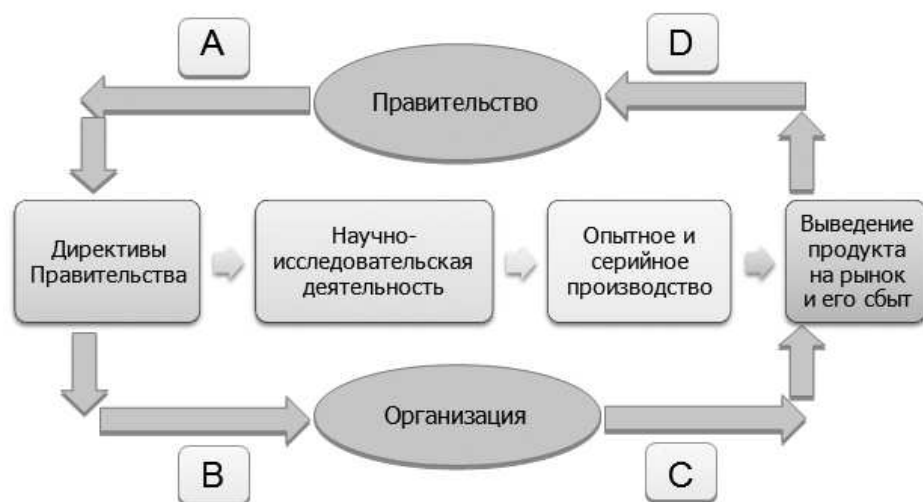 A
D
Правительство
Директивы
Правительства
Научно-
исследовательская
деятельность
Опытное и
серийное
производство
Выведение
продукта
на рынок
и его сбыт
Организация
B
C